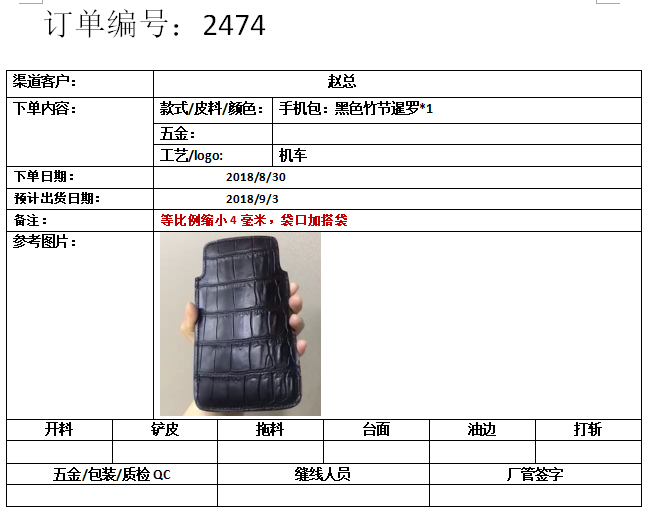 订单编号：2474
渠道客户： 赵总
下单内容： 款式/皮料/颜色： 手机包：黑色竹节暹罗*1
五金：
工艺/logo: 机车
下单日期： 2018/8/30
预计出货日期： 2018/9/3
备注： 等比例缩小4毫米，袋口加搭袋
参考图片：
开料 铲皮 拖料 台面 油边 打斩
五金/包装/质检 QC 缝线人员 厂管签字